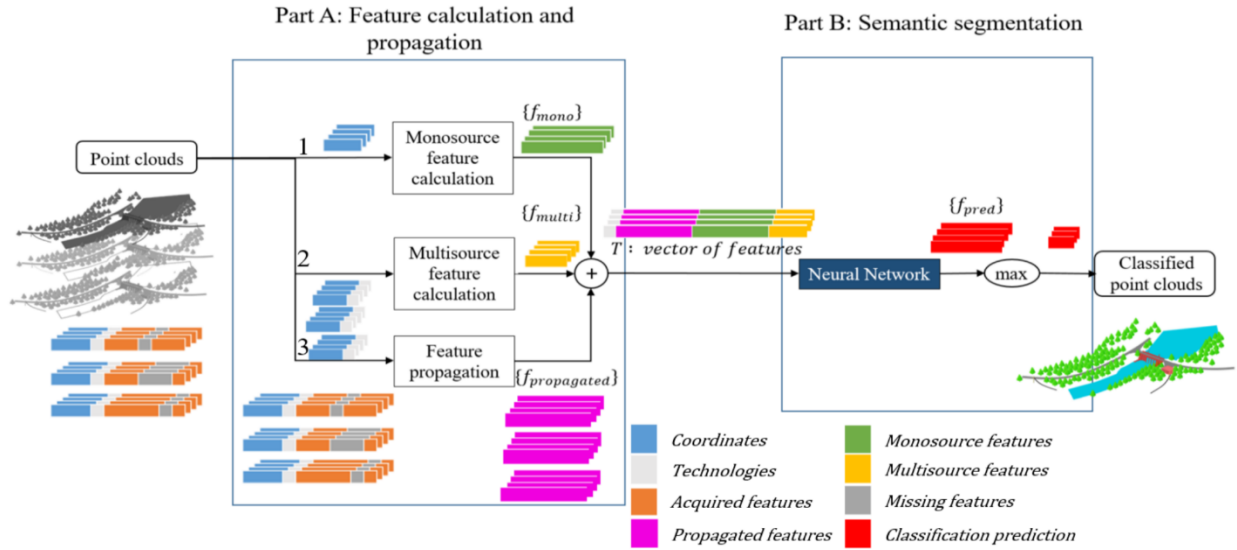 Part A: Feature calculation and
propagation
Part B: Semantic segmentation
Point clouds
1
Monosource
feature
calculation
{f_mono}
2
Multisource
feature
calculation
{f_multi}
+
3
Feature
propagation
{f_propagated}
T : vector of features
Neural Network
{f_pred}
max
Classified
point clouds
Coordinates
Technologies
Acquired features
Propagated features
Monosource features
Multisource features
Missing features
Classification prediction